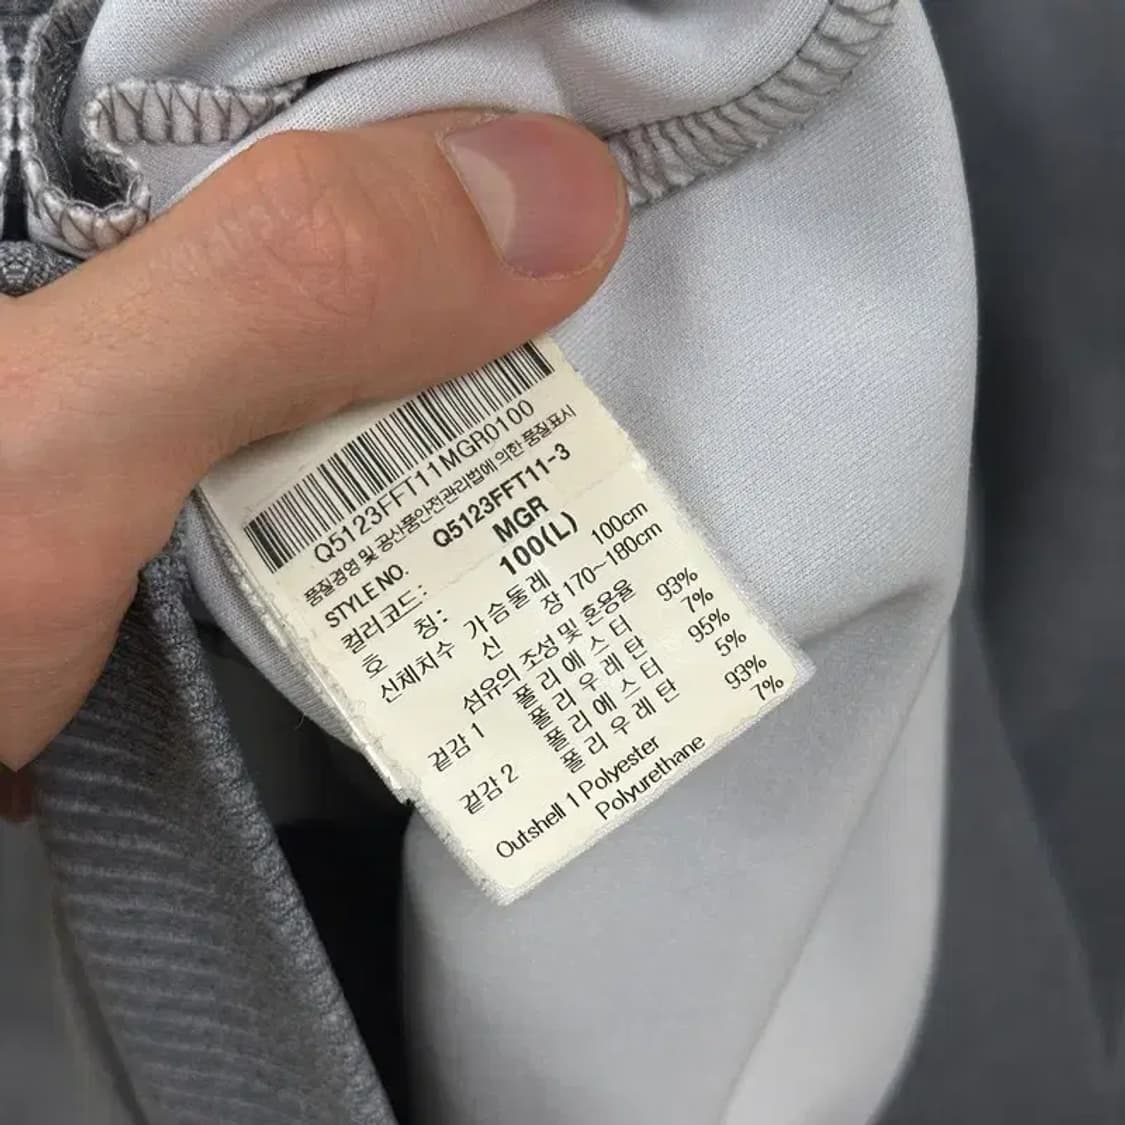 Q5123FFT11MGR0100
품질경영 및 공산품안전관리법에 의한 품질표시
STYLE NO. Q5123FFT11-3
컬러코드: MGR
호 칭: 100(L)
신체치수 가슴둘레 100cm
신 장 170~180cm
섬유의 조성 및 혼용율
겉감 1 폴리에스터 93%
폴리우레탄 7%
겉감 2 폴리에스터 95%
폴리우레탄 5%
Outshell 1 Polyester 93%
Polyurethane 7%